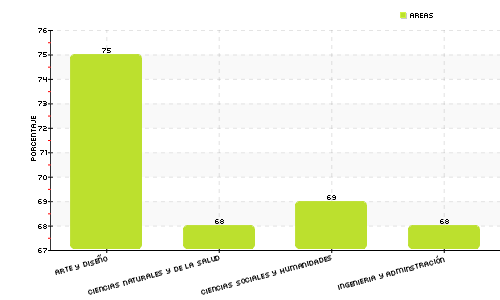 AREAS
76
75
74
73
72
71
70
69
68
67
PORCENTAJE
75
68
69
68
ARTE Y DISEÑO
CIENCIAS NATURALES Y DE LA SALUD
CIENCIAS SOCIALES Y HUMANIDADES
INGENIERIA Y ADMINSTRACIÓN